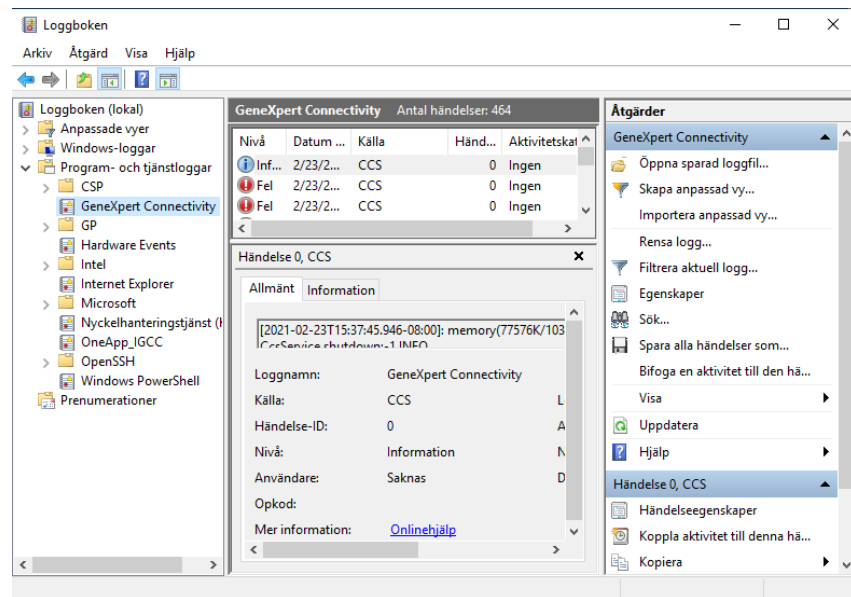 Loggboken
Arkiv Åtgärd Visa Hjälp
Loggboken (lokal)
Anpassade vyer
Windows-loggar
Program- och tjänstloggar
CSP
GeneXpert Connectivity
GP
Hardware Events
Intel
Internet Explorer
Microsoft
Nyckelhanteringstjänst (
OneApp_IGCC
OpenSSH
Windows PowerShell
Prenumerationer
GeneXpert Connectivity Antal händelser: 464
Nivå Datum ... Källa Händ... Aktivitetskat
Inf... 2/23/2... CCS 0 Ingen
Fel 2/23/2... CCS 0 Ingen
Fel 2/23/2... CCS 0 Ingen
Händelse 0, CCS
Allmänt Information
[2021-02-23T15:37:45.946-08:00]: memory(77576K/103
CcsService shutdown:-1 INFO
Loggnamn: GeneXpert Connectivity
Källa: CCS L
Händelse-ID: 0 A
Nivå: Information N
Användare: Saknas D
Opkod:
Mer information: Onlinehjälp
Åtgärder
GeneXpert Connectivity
Öppna sparad loggfil...
Skapa anpassad vy...
Importera anpassad vy...
Rensa logg...
Filtrera aktuell logg...
Egenskaper
Sök...
Spara alla händelser som...
Bifoga en aktivitet till den hä...
Visa
Uppdatera
Hjälp
Händelse 0, CCS
Händelseegenskaper
Koppla aktivitet till denna hä...
Kopiera